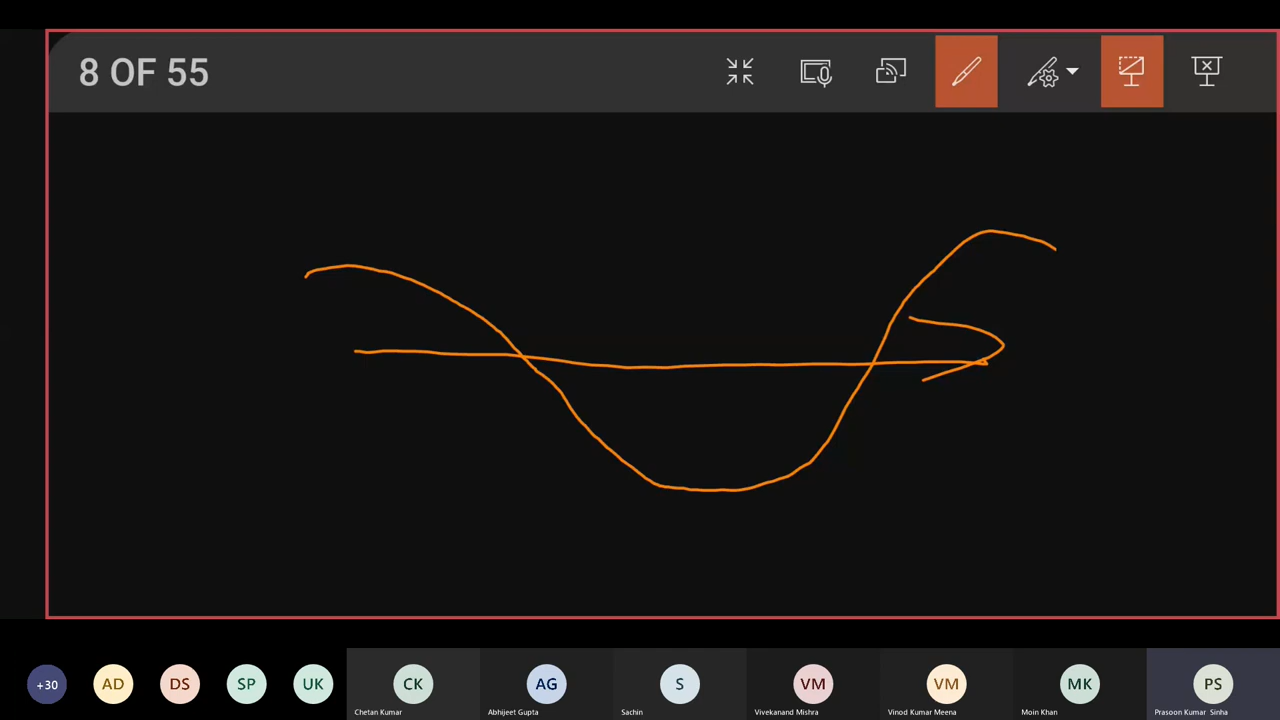 8 OF 55
+30
AD
DS
SP
UK
CK
AG
S
VM
VM
MK
PS
Chetan Kumar
Abhijeet Gupta
Sachin
Vivekanand Mishra
Vinod Kumar Meena
Moin Khan
Prasoon Kumar Sinha